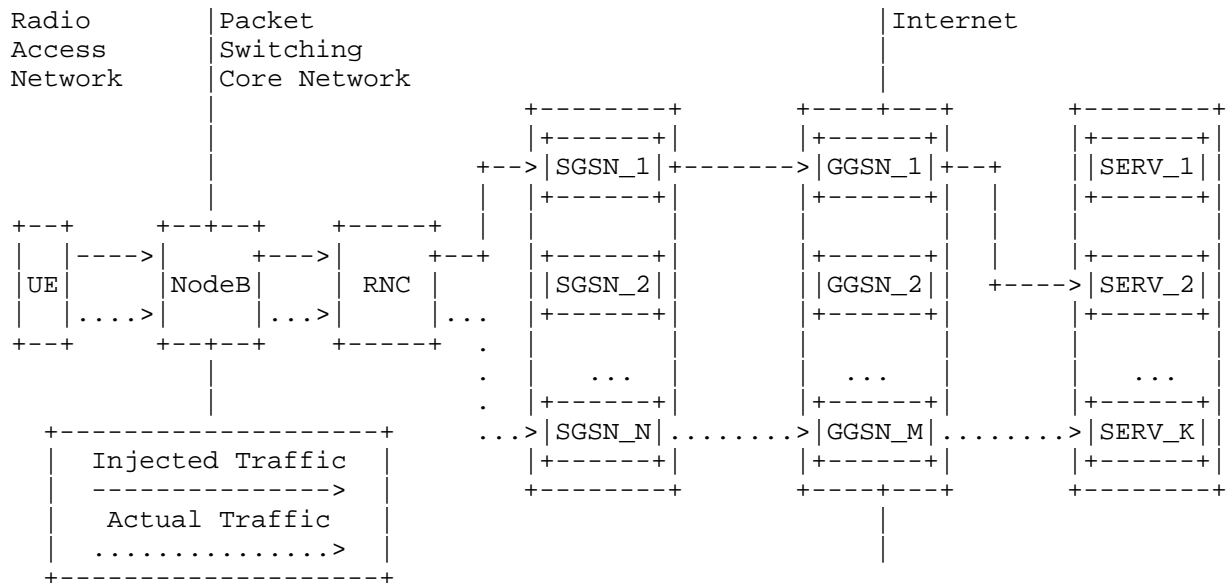 Radio Packet Internet
Access Switching
Network Core Network
SGSN_1 GGSN_1 SERV_1
UE NodeB RNC SGSN_2 GGSN_2 SERV_2
... ... ...
SGSN_N GGSN_M SERV_K
Injected Traffic
Actual Traffic